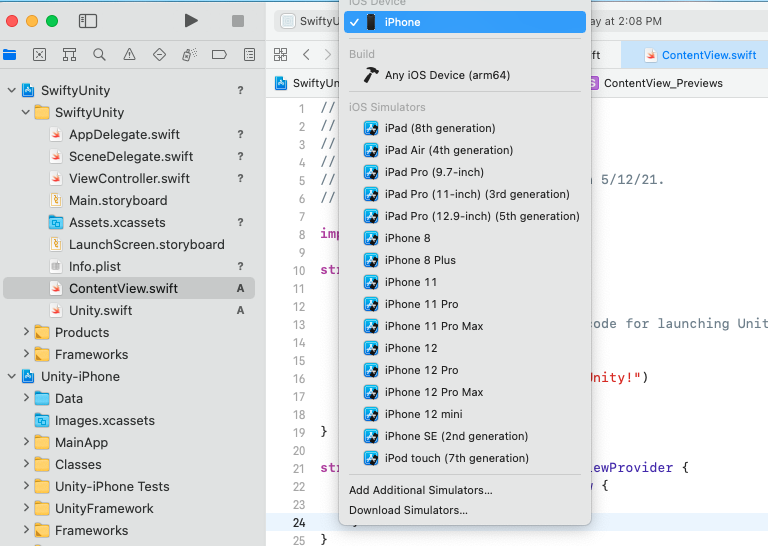 iOS Device
SwiftyU
iPhone
ay at 2:08 PM
ft
ContentView.swift
Build
Any iOS Device (arm64)
SwiftyUn
S ContentView_Previews
iOS Simulators
iPad (8th generation)
iPad Air (4th generation)
iPad Pro (9.7-inch)
iPad Pro (11-inch) (3rd generation)
iPad Pro (12.9-inch) (5th generation)
iPhone 8
iPhone 8 Plus
iPhone 11
iPhone 11 Pro
iPhone 11 Pro Max
iPhone 12
iPhone 12 Pro
iPhone 12 Pro Max
iPhone 12 mini
iPhone SE (2nd generation)
iPod touch (7th generation)
Add Additional Simulators...
Download Simulators...
SwiftyUnity ?
SwiftyUnity
AppDelegate.swift ?
SceneDelegate.swift ?
ViewController.swift ?
Main.storyboard
Assets.xcassets ?
LaunchScreen.storyboard
Info.plist ?
ContentView.swift A
Unity.swift A
Products
Frameworks
Unity-iPhone
Data
Images.xcassets
MainApp
Classes
Unity-iPhone Tests
UnityFramework
Frameworks
1 //
2 //
3 //
4 //
5 // 5/12/21.
6 //
7
8 imp
9
10 str
11
12
13 code for launching Unit
14
15
16 Unity!")
17
18
19 }
20
21 str iewProvider {
22 {
23
24
25 }